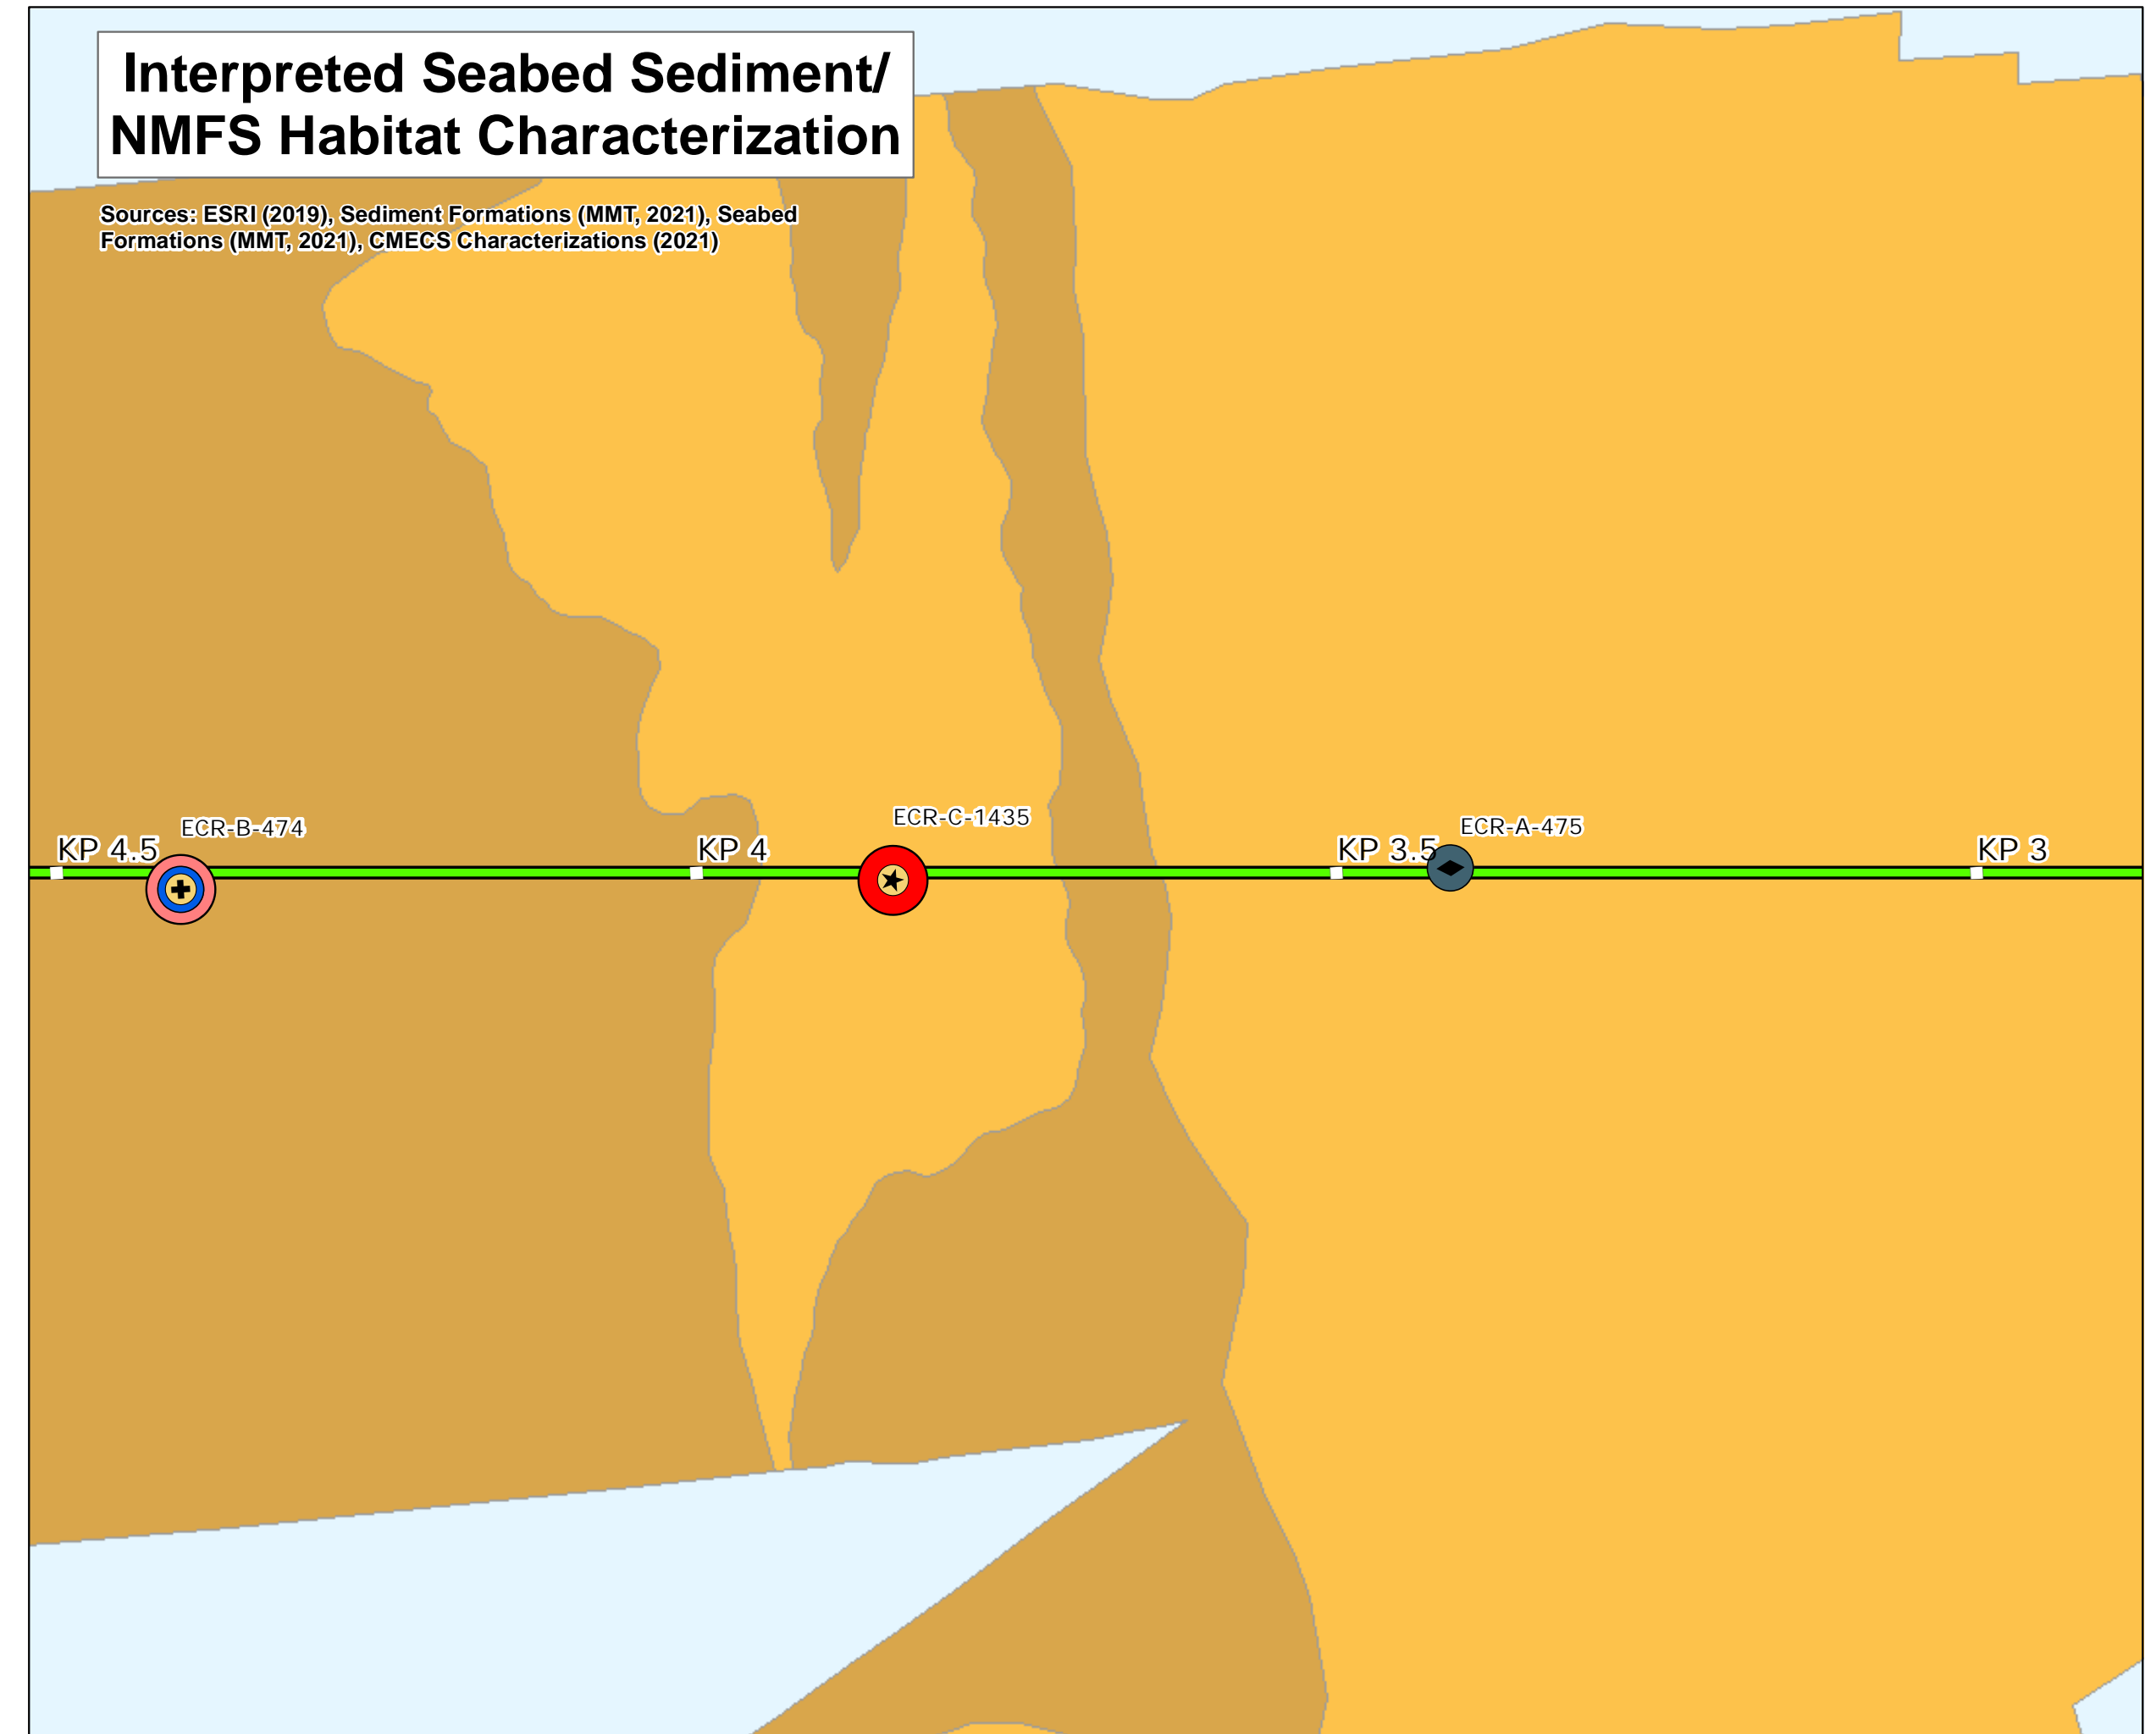 Interpreted Seabed Sediment/
NMFS Habitat Characterization
Sources: ESRI (2019), Sediment Formations (MMT, 2021), Seabed
Formations (MMT, 2021), CMECS Characterizations (2021)
ECR-B-474
ECR-C-1435
ECR-A-475
KP 4.5
KP 4
KP 3.5
KP 3